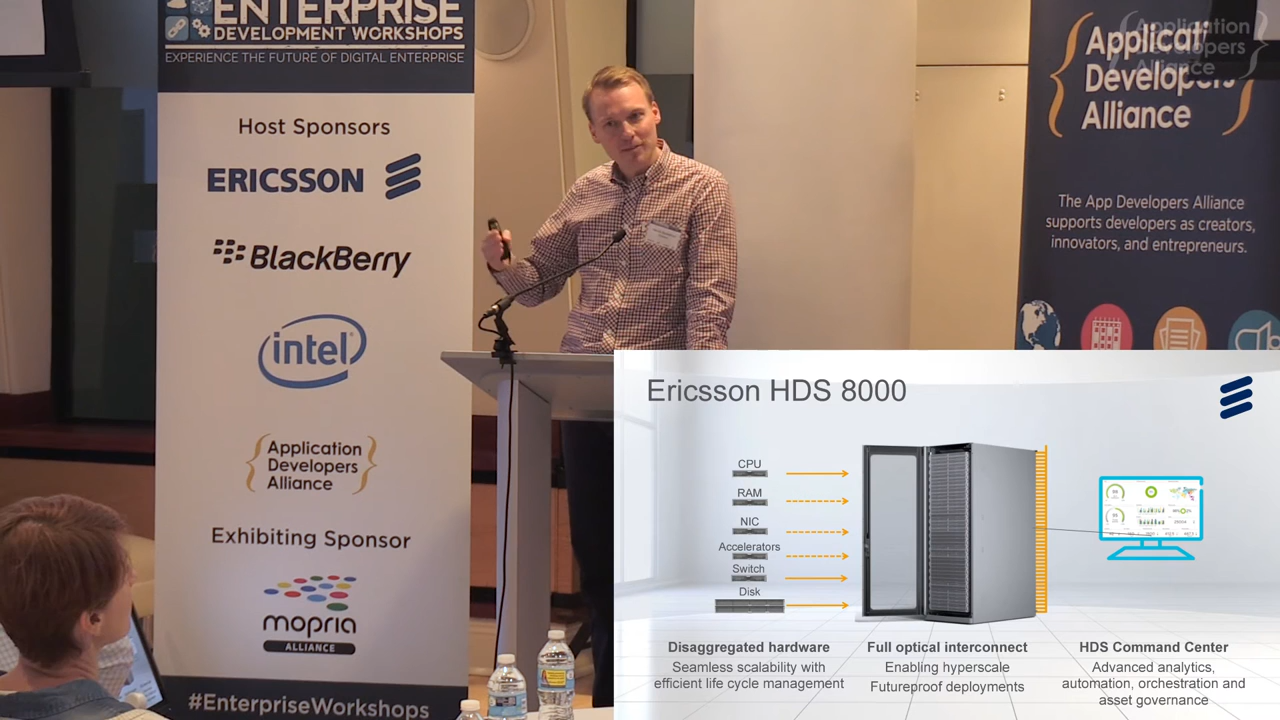 ENTERPRISE
DEVELOPMENT WORKSHOPS
EXPERIENCE THE FUTURE OF DIGITAL ENTERPRISE
Host Sponsors
ERICSSON
BlackBerry
intel
Application
Developers
Alliance
Exhibiting Sponsor
mopria
ALLIANCE
#EnterpriseWorkshops
Application
Developers
Alliance
Applicati
Developers
Alliance
The App Developers Alliance
supports developers as creators,
innovators, and entrepreneurs.
Ericsson HDS 8000
CPU
RAM
NIC
Accelerators
Switch
Disk
Disaggregated hardware
Seamless scalability with
efficient life cycle management
Full optical interconnect
Enabling hyperscale
Futureproof deployments
HDS Command Center
Advanced analytics,
automation, orchestration and
asset governance